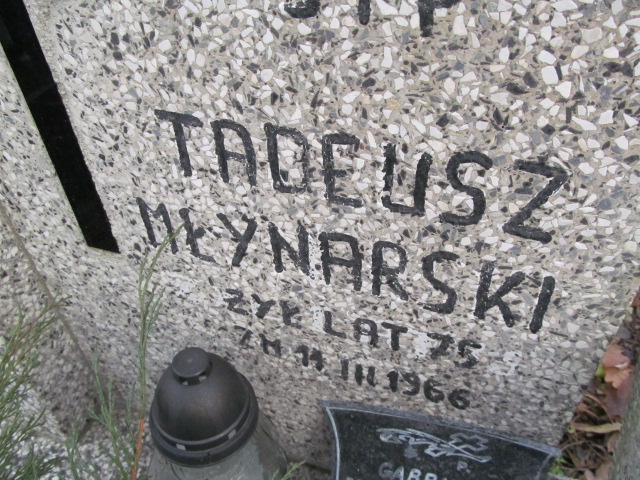 TADEUSZ
MŁYNARSKI
ŻYŁ LAT 75
ZM 11 III 1966